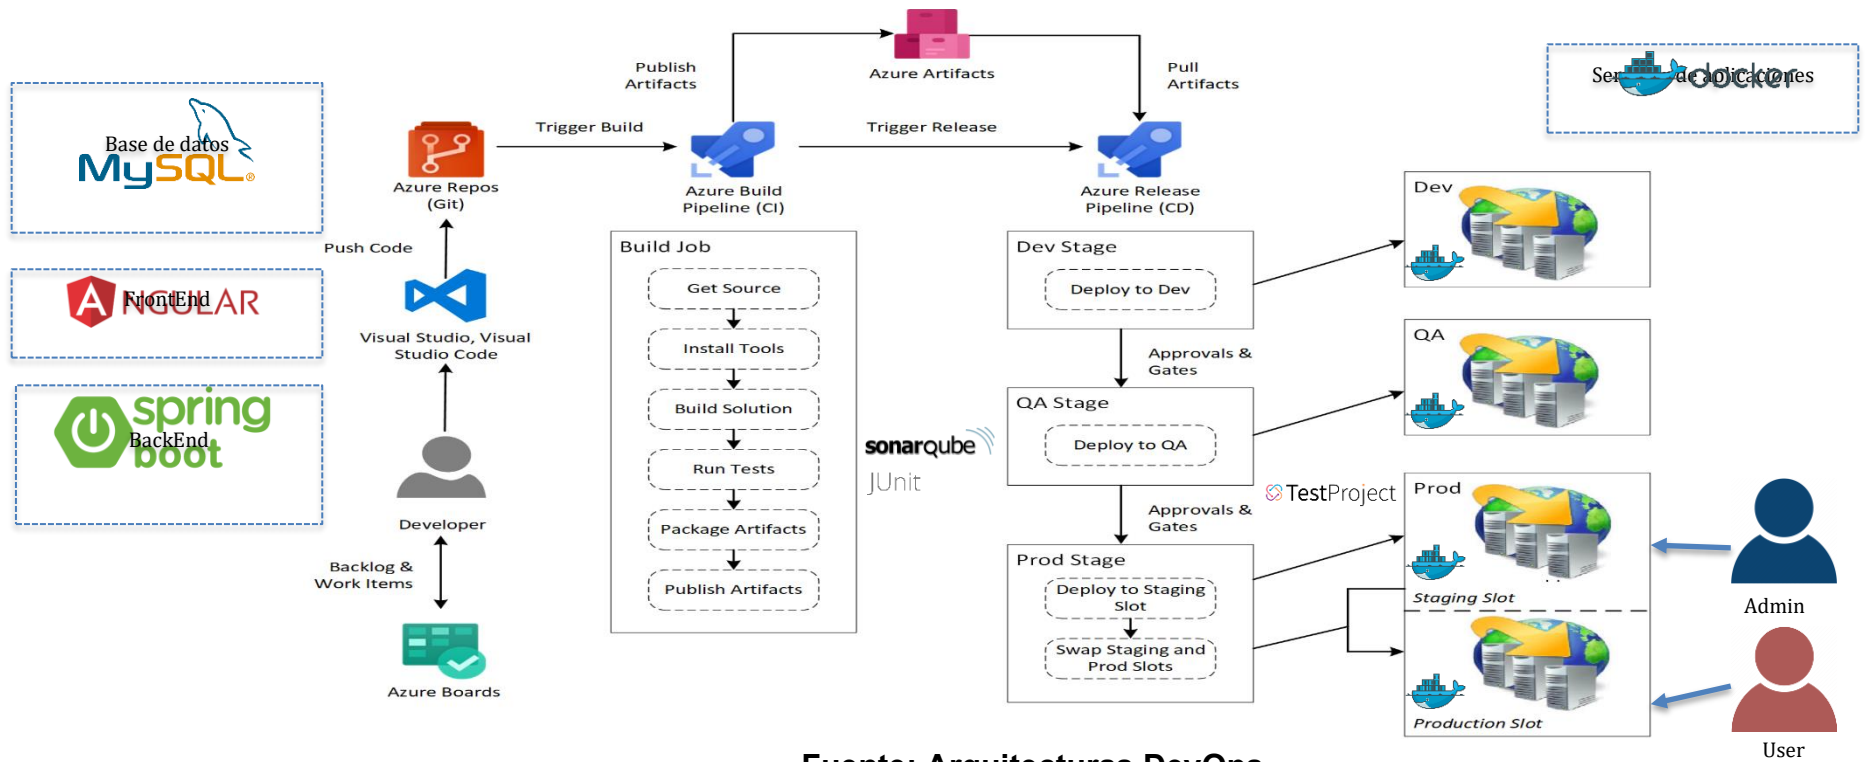 Base de datos
MySQL®
FrontEnd
ANGULAR
spring
boot
BackEnd
Azure Repos
(Git)
Push Code
Visual Studio, Visual
Studio Code
Developer
Backlog &
Work Items
Azure Boards
Trigger Build
Publish
Artifacts
Azure Artifacts
Pull
Artifacts
Azure Build
Pipeline (CI)
Trigger Release
Azure Release
Pipeline (CD)
Build Job
Get Source
Install Tools
Build Solution
Run Tests
Package Artifacts
Publish Artifacts
sonarqube
JUnit
Dev Stage
Deploy to Dev
Approvals &
Gates
QA Stage
Deploy to QA
Approvals &
Gates
Prod Stage
Deploy to Staging
Slot
Swap Staging and
Prod Slots
TestProject
de aplicaciones
docker
Dev
QA
Prod
Staging Slot
Production Slot
Admin
User
Fuente: Arquitecturas DevOps